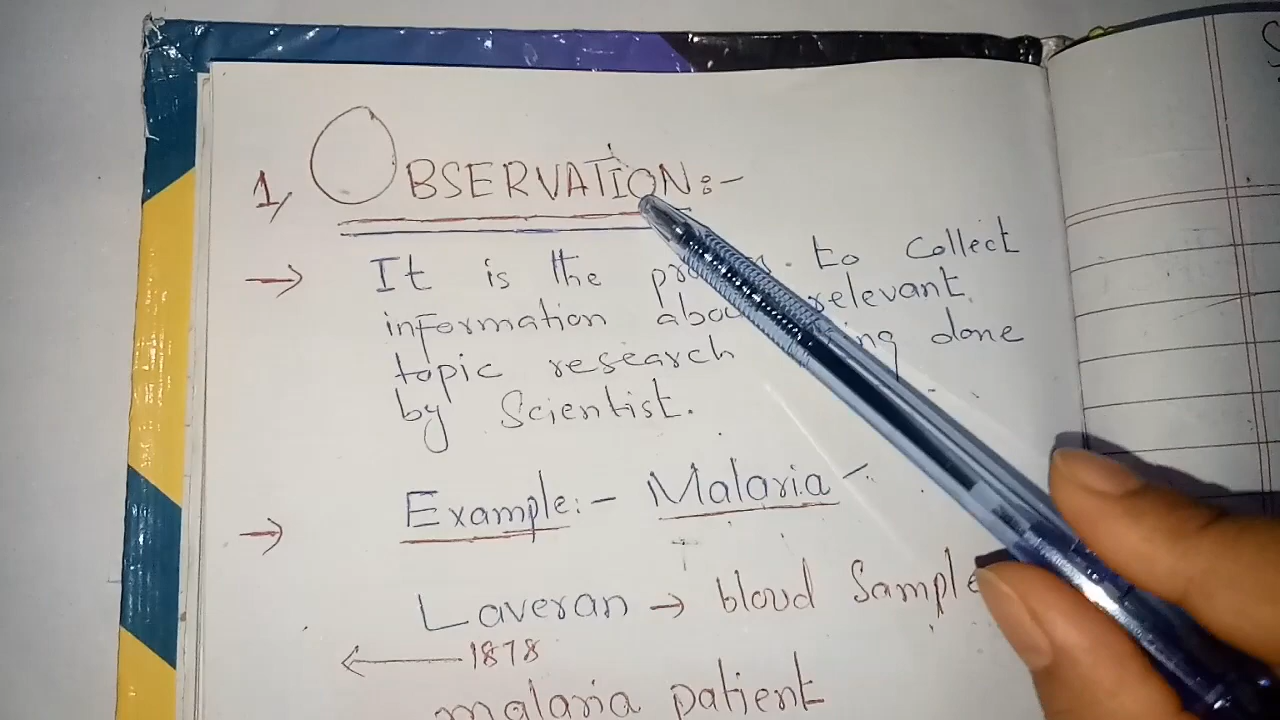 1, OBSERVATION:-
→ It is the to collect
information relevant
topic research done
by Scientist.
→ Example:- Malaria -
Laveran → blood Sample
← 1878
malaria patient